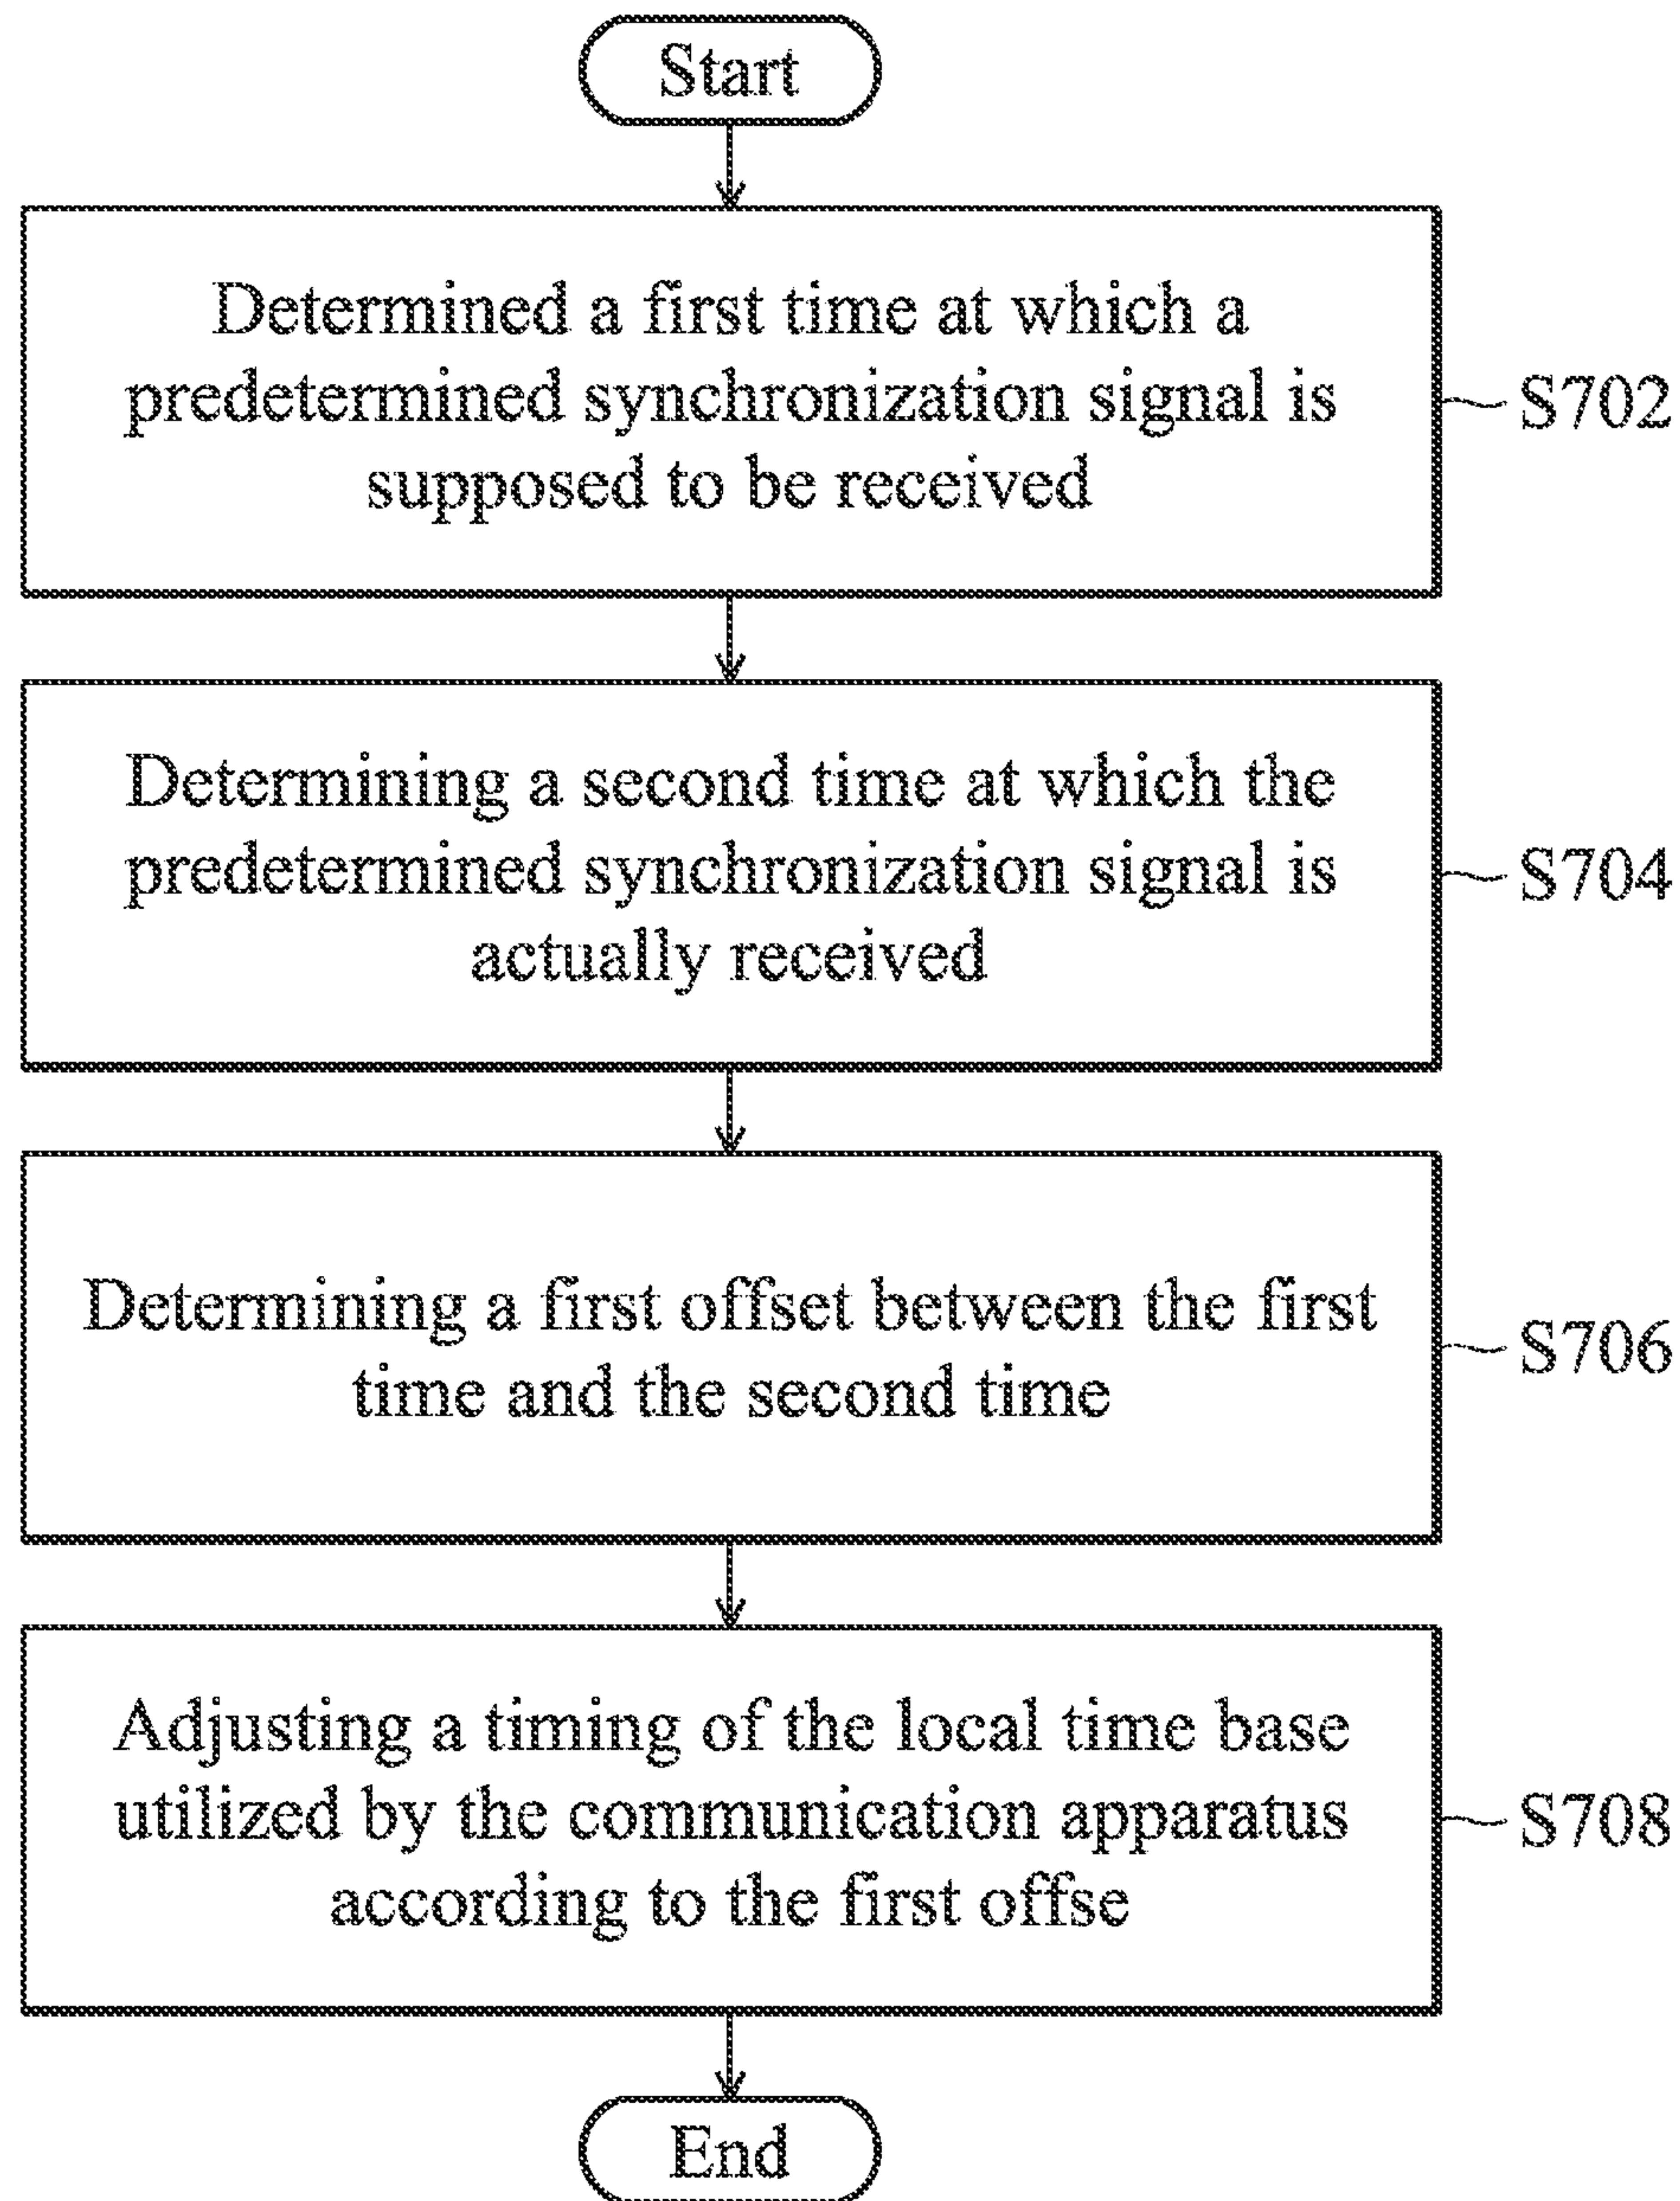 Start
Determined a first time at which a
predetermined synchronization signal is
supposed to be received
S702
Determining a second time at which the
predetermined synchronization signal is
actually received
S704
Determining a first offset between the first
time and the second time
S706
Adjusting a timing of the local time base
utilized by the communication apparatus
according to the first offse
S708
End